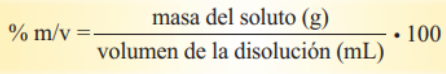 % m/v = masa del soluto (g) / volumen de la disolución (mL) • 100